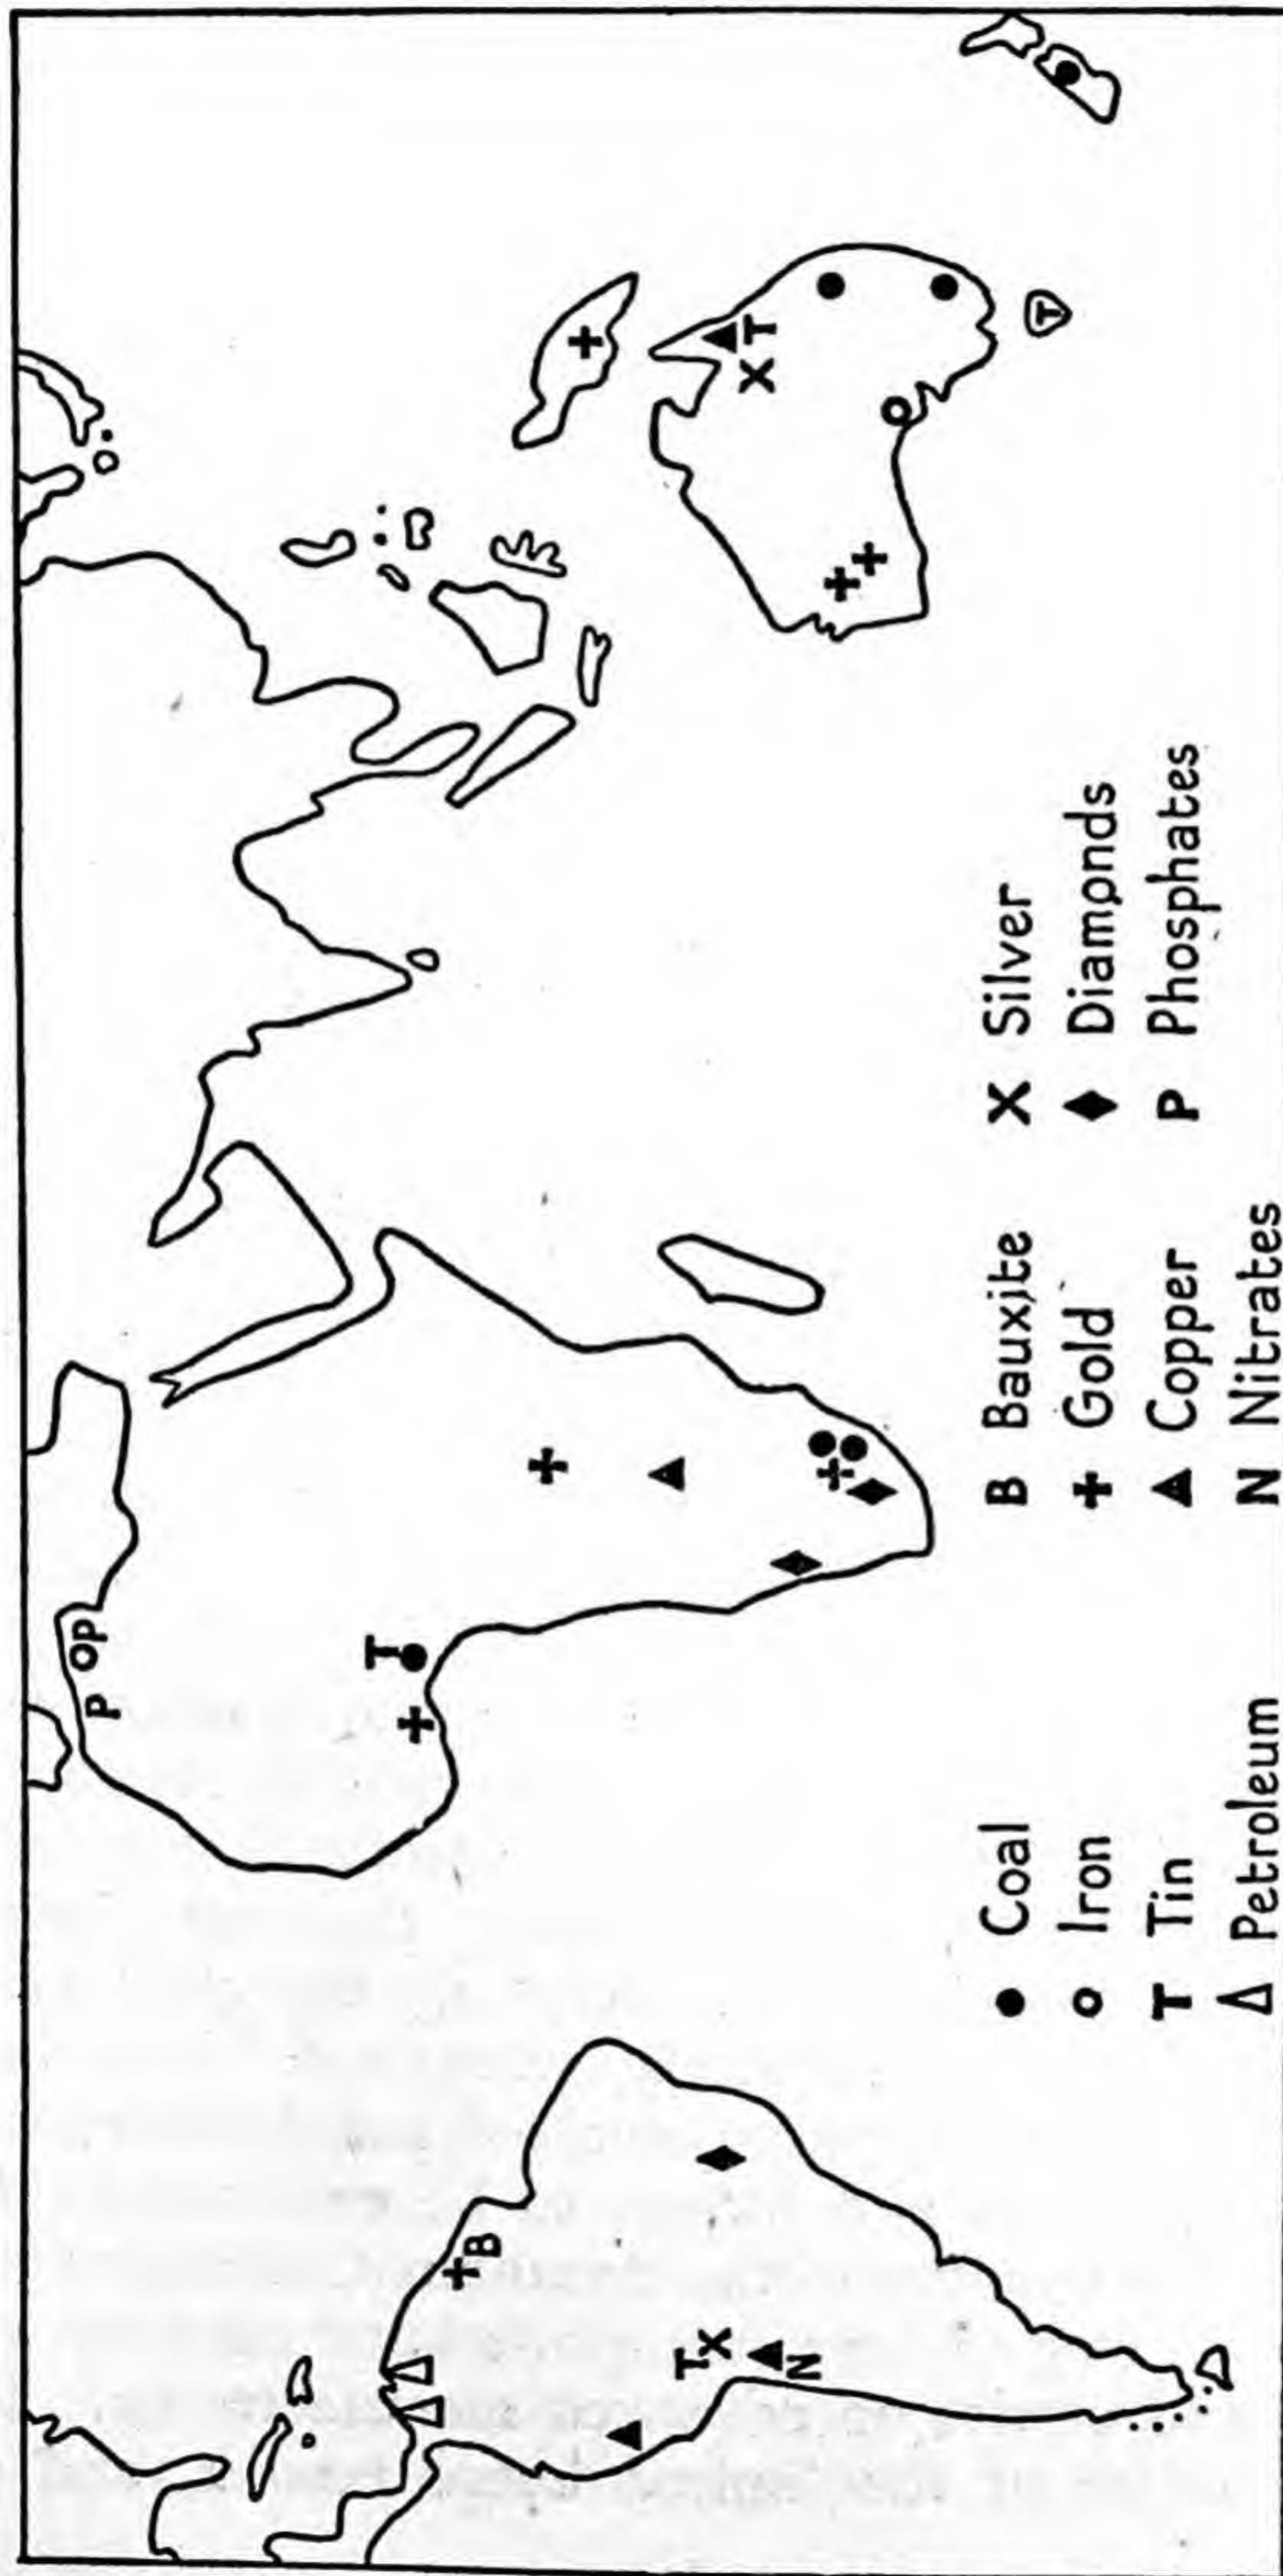 P P
T
B
T X
X T
N
T
Coal B Bauxite X Silver
Iron Gold Diamonds
T Tin Copper P Phosphates
Petroleum N Nitrates